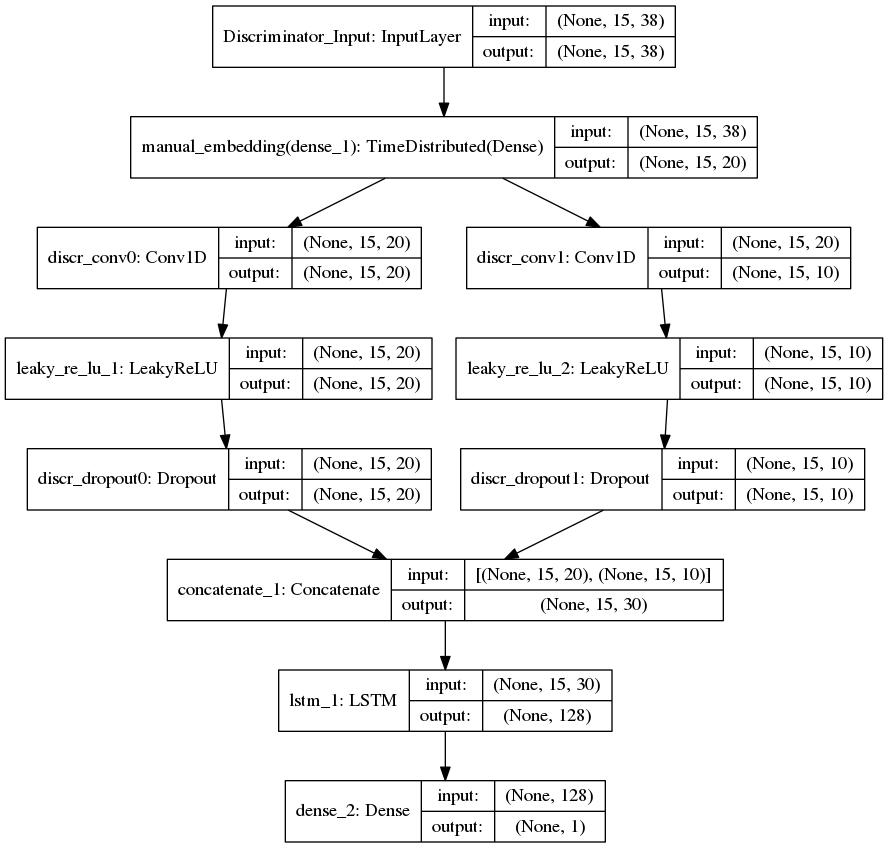 Discriminator_Input: InputLayer
input: (None, 15, 38)
output: (None, 15, 38)
manual_embedding(dense_1): TimeDistributed(Dense)
input: (None, 15, 38)
output: (None, 15, 20)
discr_conv0: Conv1D
input: (None, 15, 20)
output: (None, 15, 20)
discr_conv1: Conv1D
input: (None, 15, 20)
output: (None, 15, 10)
leaky_re_lu_1: LeakyReLU
input: (None, 15, 20)
output: (None, 15, 20)
leaky_re_lu_2: LeakyReLU
input: (None, 15, 10)
output: (None, 15, 10)
discr_dropout0: Dropout
input: (None, 15, 20)
output: (None, 15, 20)
discr_dropout1: Dropout
input: (None, 15, 10)
output: (None, 15, 10)
concatenate_1: Concatenate
input: [(None, 15, 20), (None, 15, 10)]
output: (None, 15, 30)
lstm_1: LSTM
input: (None, 15, 30)
output: (None, 128)
dense_2: Dense
input: (None, 128)
output: (None, 1)